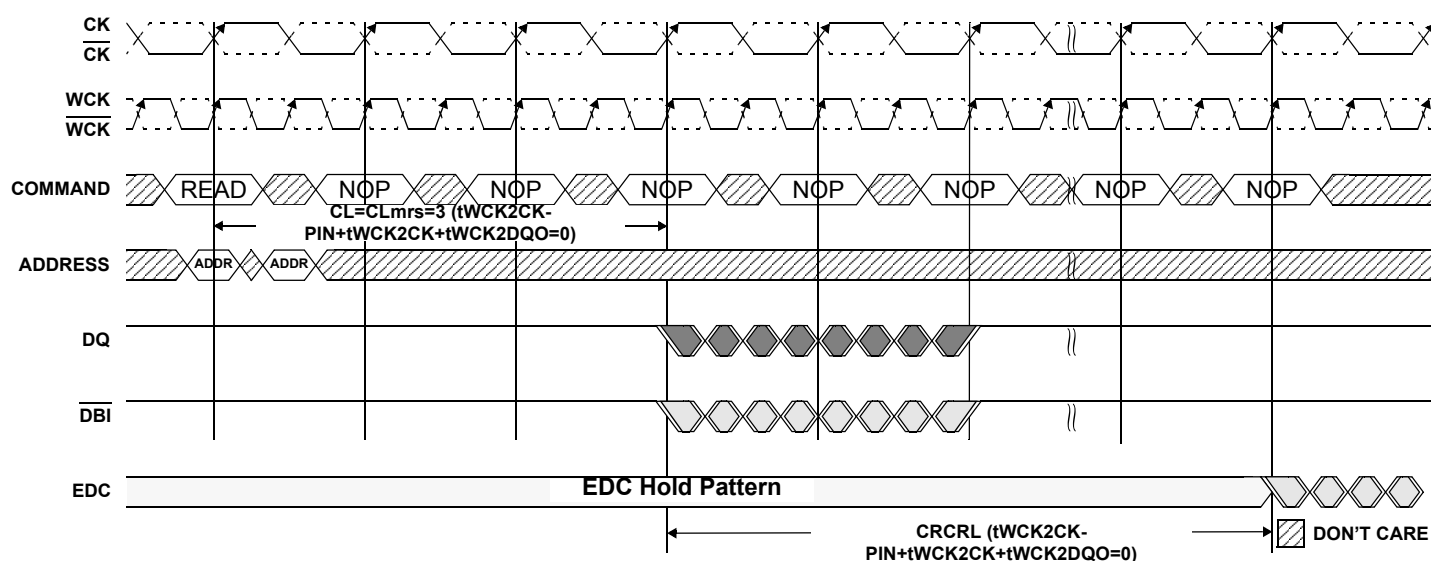 CK
CK
WCK
WCK
COMMAND READ NOP NOP NOP NOP NOP NOP NOP
CL=CLmrs=3 (tWCK2CK-
PIN+tWCK2CK+tWCK2DQO=0)
ADDRESS ADDR ADDR
DQ
DBI
EDC EDC Hold Pattern
CRCRL (tWCK2CK-
PIN+tWCK2CK+tWCK2DQO=0)
DON'T CARE